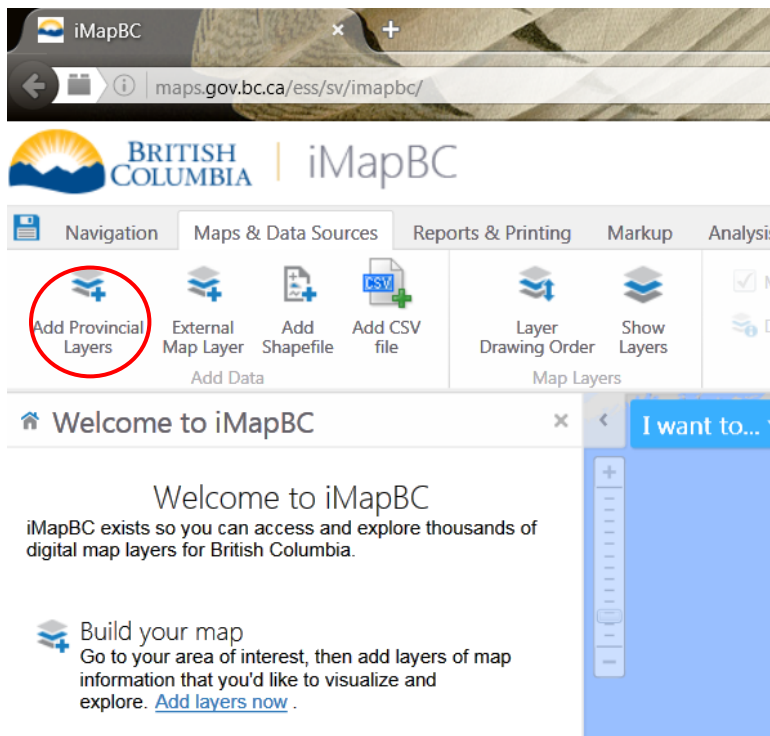 iMapBC
maps.gov.bc.ca/ess/sv/imapbc/
BRITISH
COLUMBIA
iMapBC
Navigation Maps & Data Sources Reports & Printing Markup Analysis
Add Provincial
Layers
External
Map Layer
Add
Shapefile
CSV
Add CSV
file
Layer
Drawing Order
Show
Layers
Add Data
Map Layers
Welcome to iMapBC
I want to...
Welcome to iMapBC
iMapBC exists so you can access and explore thousands of
digital map layers for British Columbia.
Build your map
Go to your area of interest, then add layers of map
information that you'd like to visualize and
explore. Add layers now .